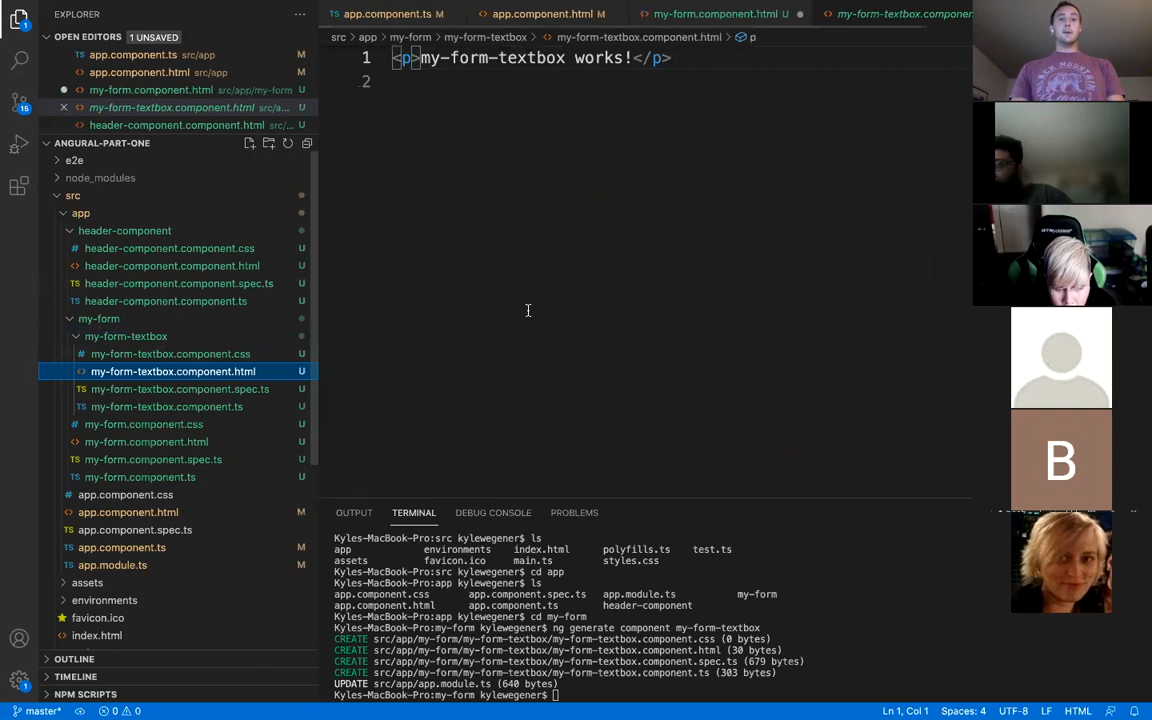 EXPLORER
OPEN EDITORS 1 UNSAVED
app.component.ts src/app M
app.component.html src/app M
my-form.component.html src/app/my-form U
my-form-textbox.component.html src/a... U
header-component.component.html src/... U
ANGURAL-PART-ONE
e2e
node_modules
src
app
header-component
header-component.component.css U
header-component.component.html U
header-component.component.spec.ts U
header-component.component.ts U
my-form
my-form-textbox
my-form-textbox.component.css U
my-form-textbox.component.html U
my-form-textbox.component.spec.ts U
my-form-textbox.component.ts U
my-form.component.css U
my-form.component.html U
my-form.component.spec.ts U
my-form.component.ts U
app.component.css
app.component.html M
app.component.spec.ts
app.component.ts M
app.module.ts M
assets
environments
favicon.ico
index.html
OUTLINE
TIMELINE
NPM SCRIPTS
1
15
1
app.component.ts M app.component.html M my-form.component.html U my-form-textbox.componen
src > app > my-form > my-form-textbox > my-form-textbox.component.html > p
1 <p>my-form-textbox works!</p>
2
OUTPUT TERMINAL DEBUG CONSOLE PROBLEMS
Kyles-MacBook-Pro:src kylewegener$ ls
app environments index.html polyfills.ts test.ts
assets favicon.ico main.ts styles.css
Kyles-MacBook-Pro:src kylewegener$ cd app
Kyles-MacBook-Pro:app kylewegener$ ls
app.component.css app.component.spec.ts app.module.ts my-form
app.component.html app.component.ts header-component
Kyles-MacBook-Pro:app kylewegener$ cd my-form
Kyles-MacBook-Pro:my-form kylewegener$ ng generate component my-form-textbox
CREATE src/app/my-form/my-form-textbox/my-form-textbox.component.css (0 bytes)
CREATE src/app/my-form/my-form-textbox/my-form-textbox.component.html (30 bytes)
CREATE src/app/my-form/my-form-textbox/my-form-textbox.component.spec.ts (679 bytes)
CREATE src/app/my-form/my-form-textbox/my-form-textbox.component.ts (303 bytes)
UPDATE src/app/app.module.ts (640 bytes)
Kyles-MacBook-Pro:my-form kylewegener$
B
master* 0 0 Ln 1, Col 1 Spaces: 4 UTF-8 LF HTML